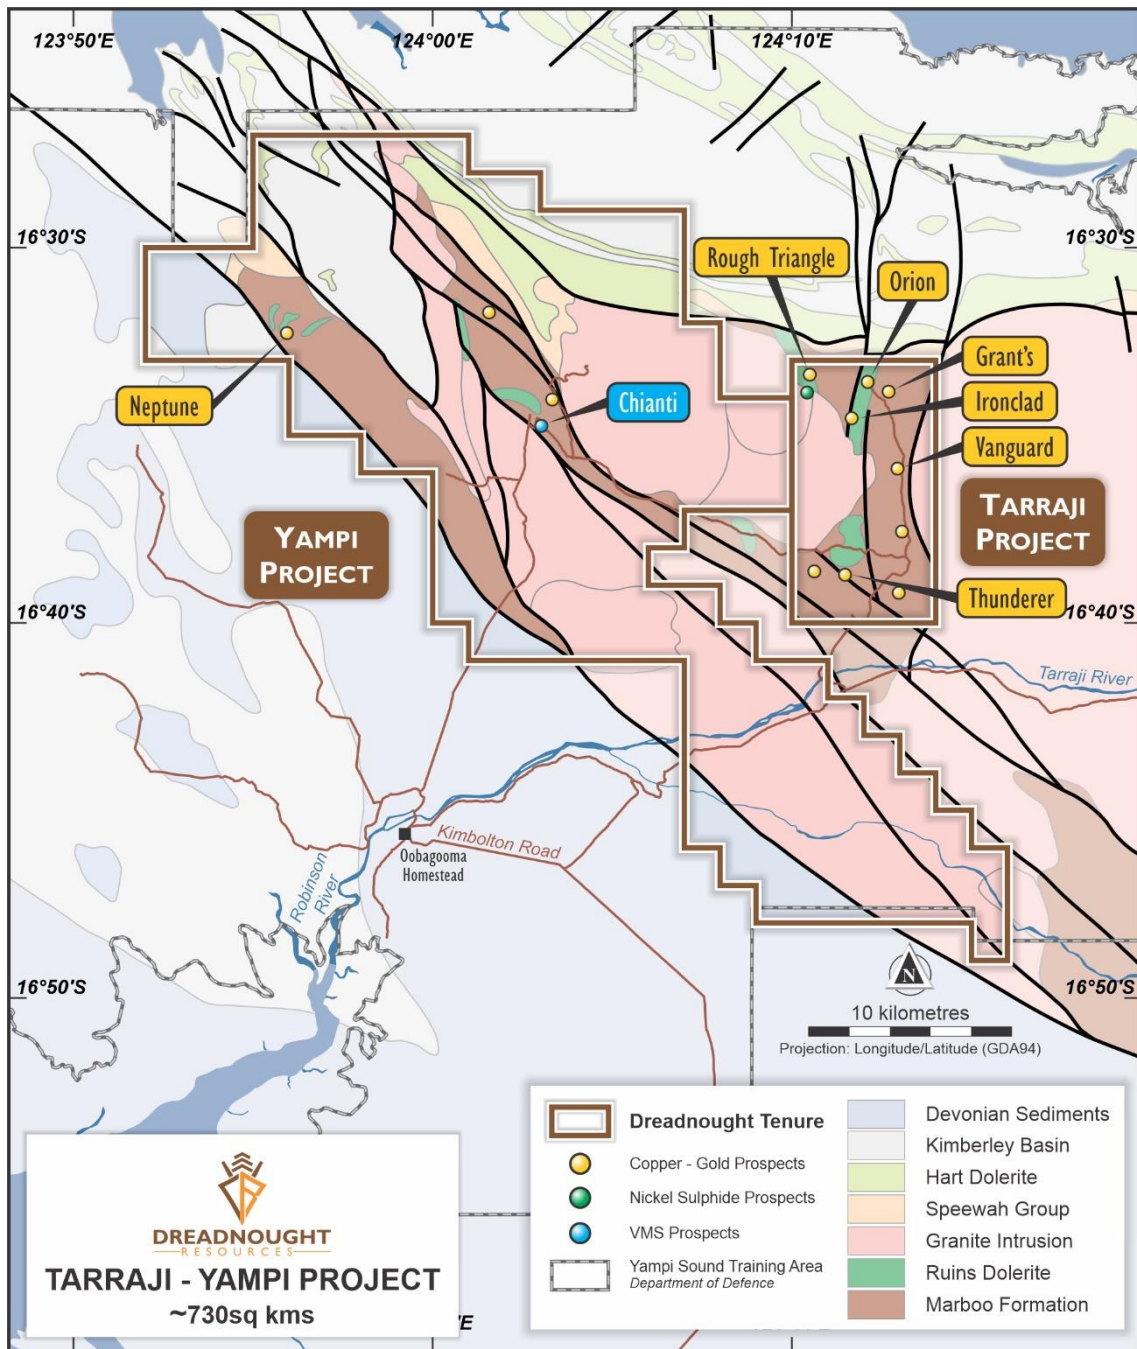 123°50'E
124°00'E
124°10'E
16°30'S
16°30'S
Rough Triangle
Orion
Grant's
Ironclad
Vanguard
Neptune
Chianti
YAMPI
PROJECT
TARRAJI
PROJECT
Thunderer
16°40'S
16°40'S
Tarraji River
Kimbolton Road
Oobagooma
Homestead
Robinson
River
16°50'S
16°50'S
N
10 kilometres
Projection: Longitude/Latitude (GDA94)
DREADNOUGHT
RESOURCES
TARRAJI - YAMPI PROJECT
~730sq kms
Dreadnought Tenure
Copper - Gold Prospects
Nickel Sulphide Prospects
VMS Prospects
Yampi Sound Training Area
Department of Defence
Devonian Sediments
Kimberley Basin
Hart Dolerite
Speewah Group
Granite Intrusion
Ruins Dolerite
Marboo Formation